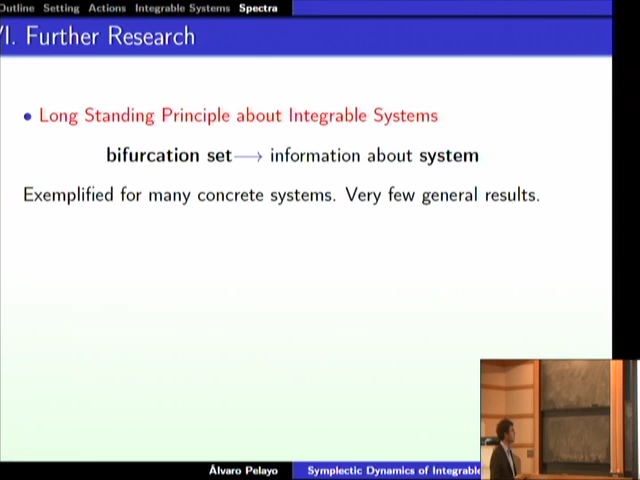 Outline Setting Actions Integrable Systems Spectra
VI. Further Research
• Long Standing Principle about Integrable Systems
bifurcation set → information about system
Exemplified for many concrete systems. Very few general results.
Álvaro Pelayo Symplectic Dynamics of Integrable